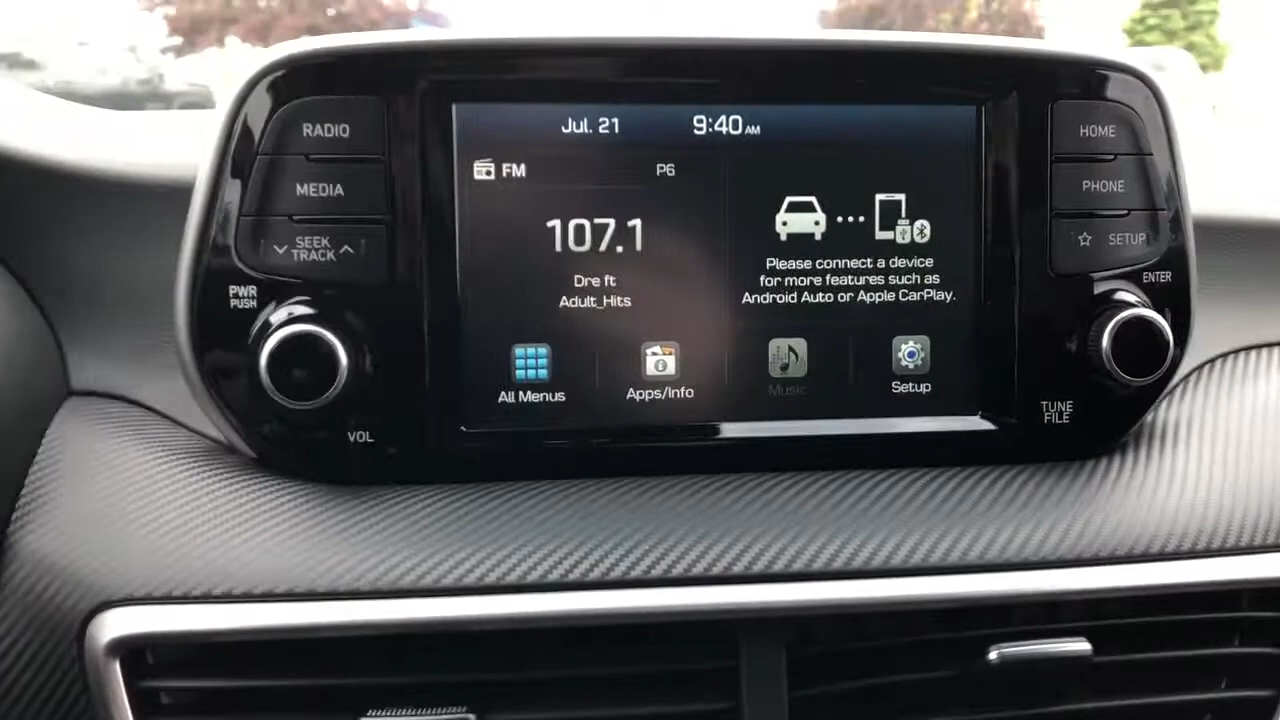 RADIO
MEDIA
SEEK
TRACK
PWR
PUSH
VOL
Jul. 21
9:40 AM
FM
P6
107.1
Dre ft
Adult_Hits
Please connect a device
for more features such as
Android Auto or Apple CarPlay.
All Menus
Apps/Info
Music
Setup
HOME
PHONE
SETUP
ENTER
TUNE
FILE